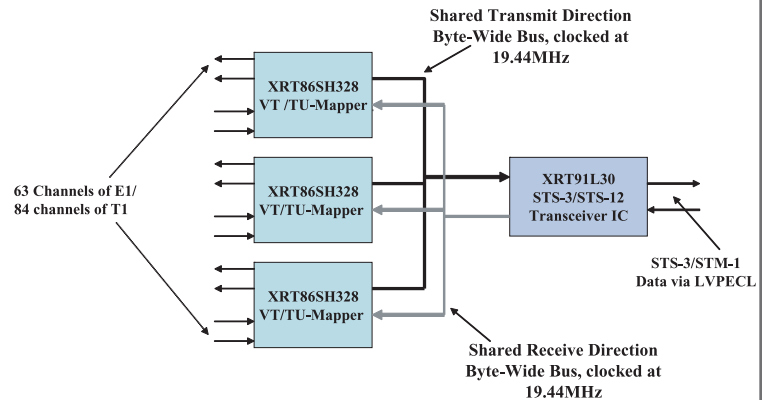 Shared Transmit Direction
Byte-Wide Bus, clocked at
19.44MHz
XRT86SH328
VT /TU-Mapper
XRT86SH328
VT/TU-Mapper
XRT86SH328
VT/TU-Mapper
63 Channels of E1/
84 channels of T1
XRT91L30
STS-3/STS-12
Transceiver IC
STS-3/STM-1
Data via LVPECL
Shared Receive Direction
Byte-Wide Bus, clocked at
19.44MHz